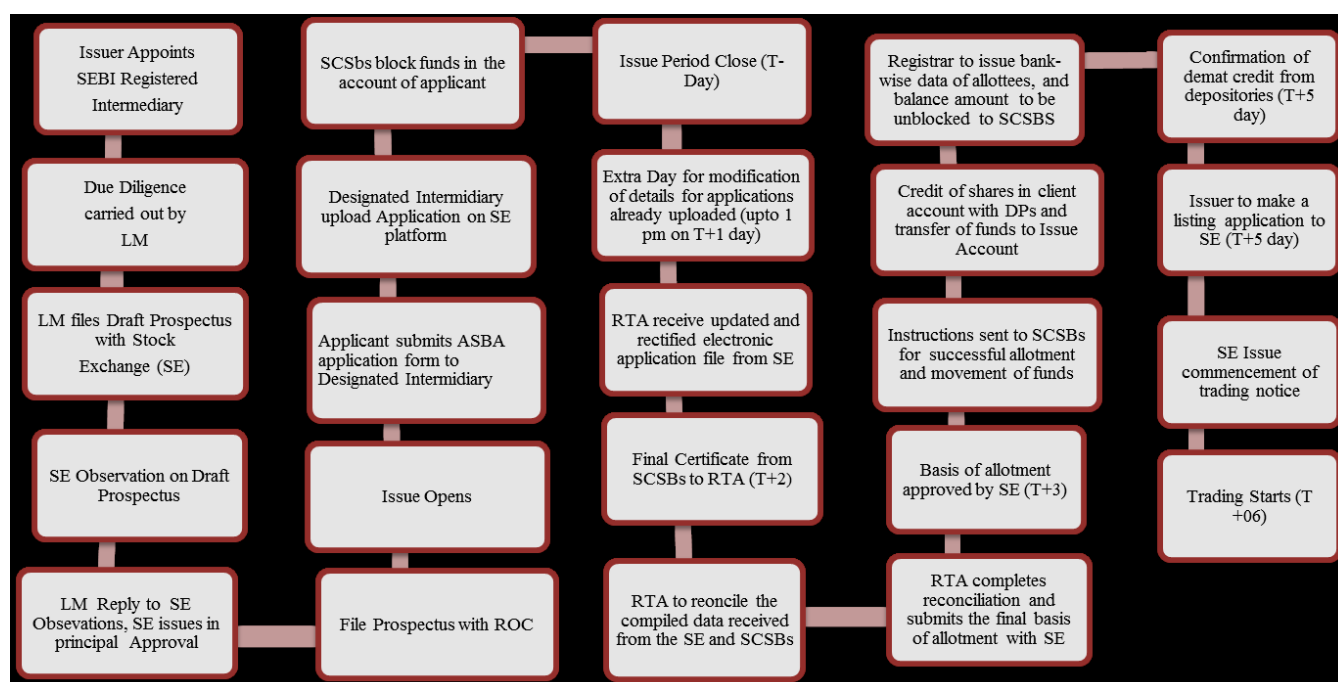 Issuer Appoints
SEBI Registered
Intermediary
Due Diligence
carried out by
LM
LM files Draft Prospectus
with Stock
Exchange (SE)
SE Observation on Draft
Prospectus
LM Reply to SE
Obsevations, SE issues in
principal Approval
File Prospectus with ROC
Issue Opens
Applicant submits ASBA
application form to
Designated Intermediary
Designated Intermidiary
upload Application on SE
platform
SCSbs block funds in the
account of applicant
Issue Period Close (T-
Day)
Extra Day for modification
of details for applications
already uploaded (upto 1
pm on T+1 day)
RTA receive updated and
rectified electronic
application file from SE
Final Certificate from
SCSBs to RTA (T+2)
RTA to reconcile the
compiled data received
from the SE and SCSBs
RTA completes
reconciliation and
submits the final basis
of allotment with SE
Basis of allotment
approved by SE (T+3)
Instructions sent to SCSBs
for successful allotment
and movement of funds
Credit of shares in client
account with DPs and
transfer of funds to Issue
Account
Registrar to issue bank-
wise data of allottees, and
balance amount to be
unblocked to SCSBS
Confirmation of
demat credit from
depositories (T+5
day)
Issuer to make a
listing application to
SE (T+5 day)
SE Issue
commencement of
trading notice
Trading Starts (T
+06)